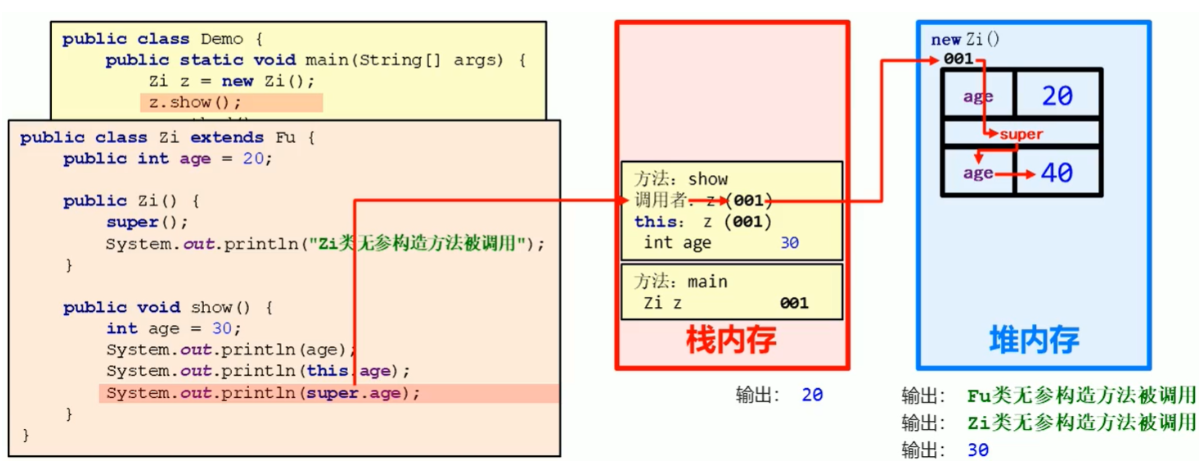 public class Demo {
public static void main(String[] args) {
Zi z = new Zi();
z.show();
public class Zi extends Fu {
public int age = 20;
public Zi() {
super();
System.out.println("Zi类无参构造方法被调用");
}
public void show() {
int age = 30;
System.out.println(age);
System.out.println(this.age);
System.out.println(super.age);
}
}
方法：show
调用者：z (001)
this： z (001)
int age 30
方法：main
Zi z 001
栈内存
输出： 20
new Zi()
001
age 20
super
age 40
堆内存
输出： Fu类无参构造方法被调用
输出： Zi类无参构造方法被调用
输出： 30